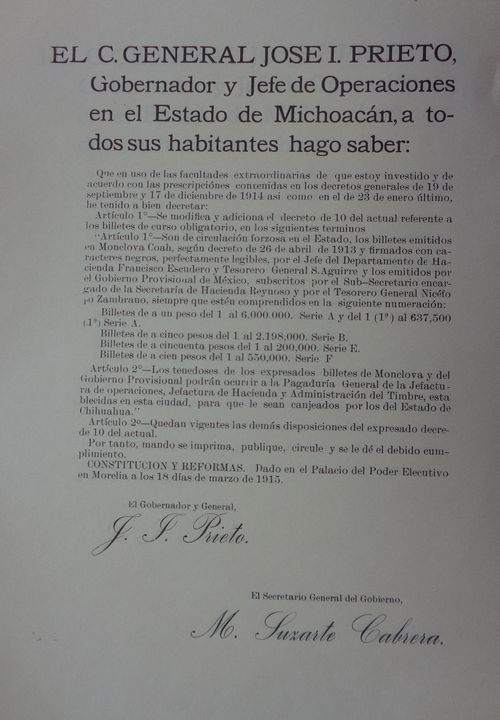 EL C. GENERAL JOSE I. PRIETO,
Gobernador y Jefe de Operaciones
en el Estado de Michoacán, a to-
dos sus habitantes hago saber:
Que en uso de las facultades extraordinarias de que estoy investido y de
acuerdo con las prescripciónes contenidas en los decretos generales de 19 de
septiembre y 17 de diciembre de 1914 así como en el de 23 de enero último,
he tenido a bien decretar:
Artículo 1°—Se modifica y adiciona el decreto de 10 del actual referente a
los billetes de curso obligatorio, en los siguientes terminos
"Artículo 1°—Son de circulación forzosa en el Estado, los billetes emitidos
en Monclova Coah, según decreto de 26 de abril de 1913 y firmados con ca-
racteres negros, perfectamente legibles, por el Jefe del Departamento de Ha-
cienda Francisco Escudero y Tesorero General S. Aguirre y los emitidos por
el Gobierno Provisional de México, subscritos por el Sub-Secretario encar-
gado de la Secretaría de Hacienda Reynoso y por el Tesorero General Nicéfo
ro Zambrano, siempre que estén comprendidos en la siguiente numeración:
Billetes de a un peso del 1 al 6.000.000. Serie A y del 1 (1ª) al 637,500
(1ª) Serie A.
Billetes de a cinco pesos del 1 al 2.198,000. Serie B.
Billetes de a cincuenta pesos del 1 al 200,000. Serie E.
Billetes de a cien pesos del 1 al 550,000. Serie F
Artículo 2°—Los tenedoses de los expresados billetes de Monclova y del
Gobierno Provisional podrán ocurrir a la Pagaduría General de la Jefactu-
ra de operaciones, Jefactura de Hacienda y Administración del Timbre, esta
blecidas en esta ciudad, para que le sean canjeados por los del Estado de
Chihuahua."
Artículo 2°—Quedan vigentes las demás disposiciones del expresado decre-
de 10 del actual.
Por tanto, mando se imprima, publique, circule y se le dé el debido cum-
plimiento.
CONSTITUCION Y REFORMAS. Dado en el Palacio del Poder Elecutivo
en Morelia a los 18 días de marzo de 1915.
El Gobernador y General,
J. I. Prieto.
El Secretario General del Gobierno,
M. Suzarte Cabrera.